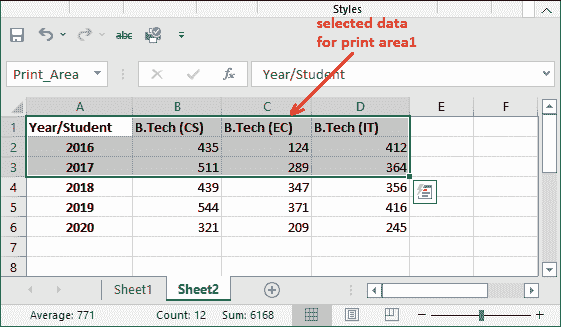 Styles
selected data
for print area1
abc
Print_Area fx Year/Student
A B C D E F
1 Year/Student B.Tech (CS) B.Tech (EC) B.Tech (IT)
2 2016 435 124 412
3 2017 511 289 364
4 2018 439 347 356
5 2019 544 371 416
6 2020 321 209 245
7
8
Sheet1 Sheet2
Average: 771 Count: 12 Sum: 6168